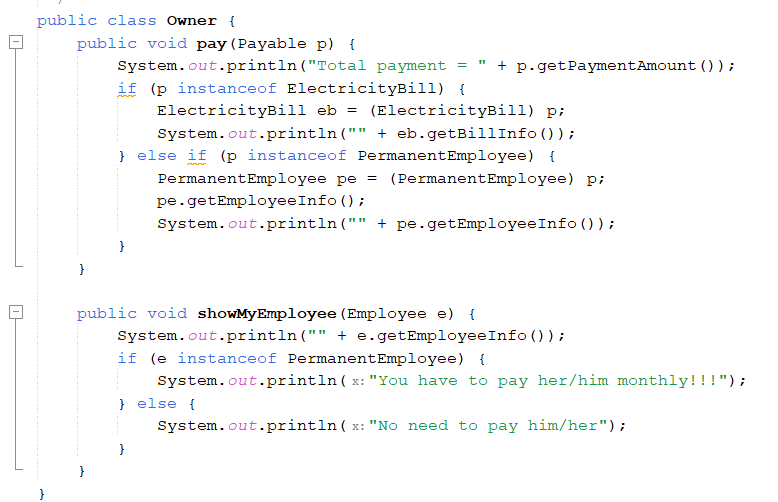 public class Owner {
public void pay(Payable p) {
System.out.println("Total payment = " + p.getPaymentAmount());
if (p instanceof ElectricityBill) {
ElectricityBill eb = (ElectricityBill) p;
System.out.println("" + eb.getBillInfo());
} else if (p instanceof PermanentEmployee) {
PermanentEmployee pe = (PermanentEmployee) p;
pe.getEmployeeInfo();
System.out.println("" + pe.getEmployeeInfo());
}
}
public void showMyEmployee(Employee e) {
System.out.println("" + e.getEmployeeInfo());
if (e instanceof PermanentEmployee) {
System.out.println( x: "You have to pay her/him monthly!!!");
} else {
System.out.println( x: "No need to pay him/her");
}
}
}